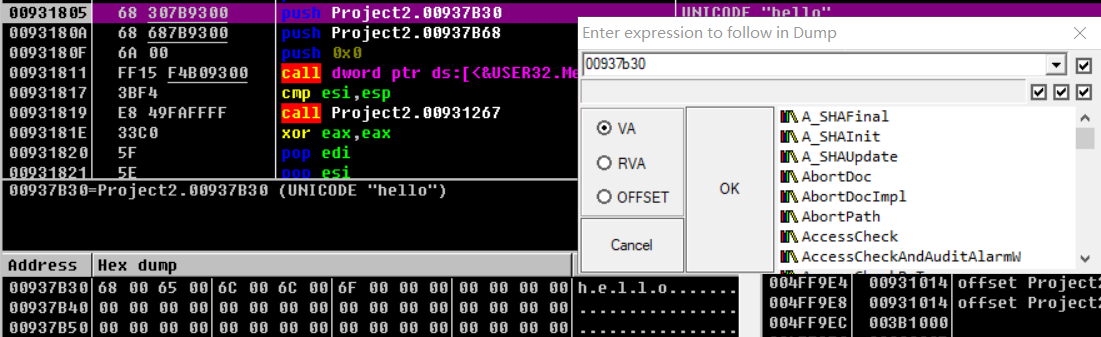 00931805 68 307B9300 push Project2.00937B30 UNICODE "hello"
0093180A 68 687B9300 push Project2.00937B68
0093180F 6A 00 push 0x0
00931811 FF15 F4B09300 call dword ptr ds:[<&USER32.Me
00931817 3BF4 cmp esi,esp
00931819 E8 49FAFFFF call Project2.00931267
0093181E 33C0 xor eax,eax
00931820 5F pop edi
00931821 5E pop esi
00937B30=Project2.00937B30 (UNICODE "hello")
Enter expression to follow in Dump
00937b30
VA
RVA
OFFSET
OK
Cancel
A_SHAFinal
A_SHAInit
A_SHAUpdate
AbortDoc
AbortDocImpl
AbortPath
AccessCheck
AccessCheckAndAuditAlarmW
Address Hex dump
00937B30 68 00 65 00 6C 00 6C 00 6F 00 00 00 00 00 00 00 h.e.l.l.o.......
00937B40 00 00 00 00 00 00 00 00 00 00 00 00 00 00 00 00 ................
00937B50 00 00 00 00 00 00 00 00 00 00 00 00 00 00 00 00 ................
004FF9E4 00931014 offset Project2
004FF9E8 00931014 offset Project2
004FF9EC 003B1000